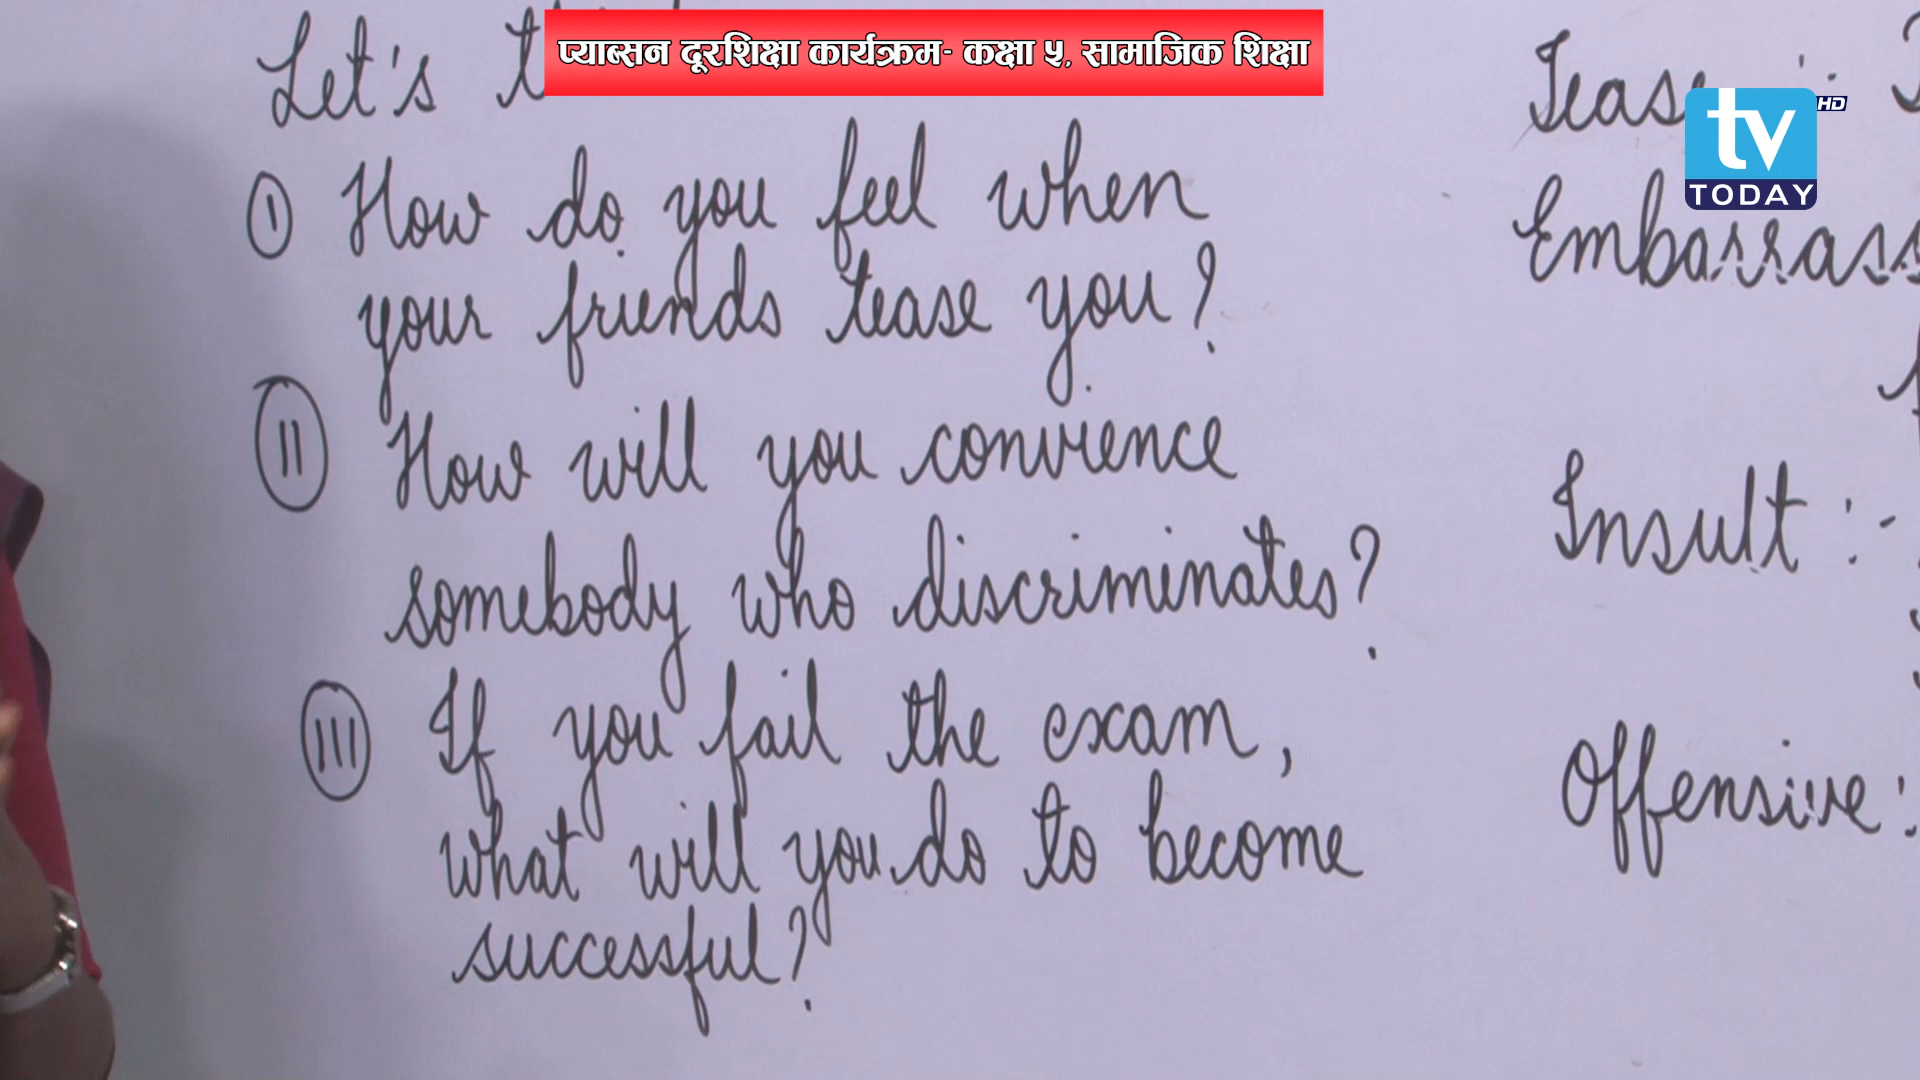 प्याब्सन दूरशिक्षा कार्यक्रम- कक्षा ५, सामाजिक शिक्षा
tv
TODAY
HD
Let's
I How do you feel when
your friends tease you?
II How will you convience
somebody who discriminates?
III If you fail the exam,
what will you do to become
successful?
Insult :-
Offensive :